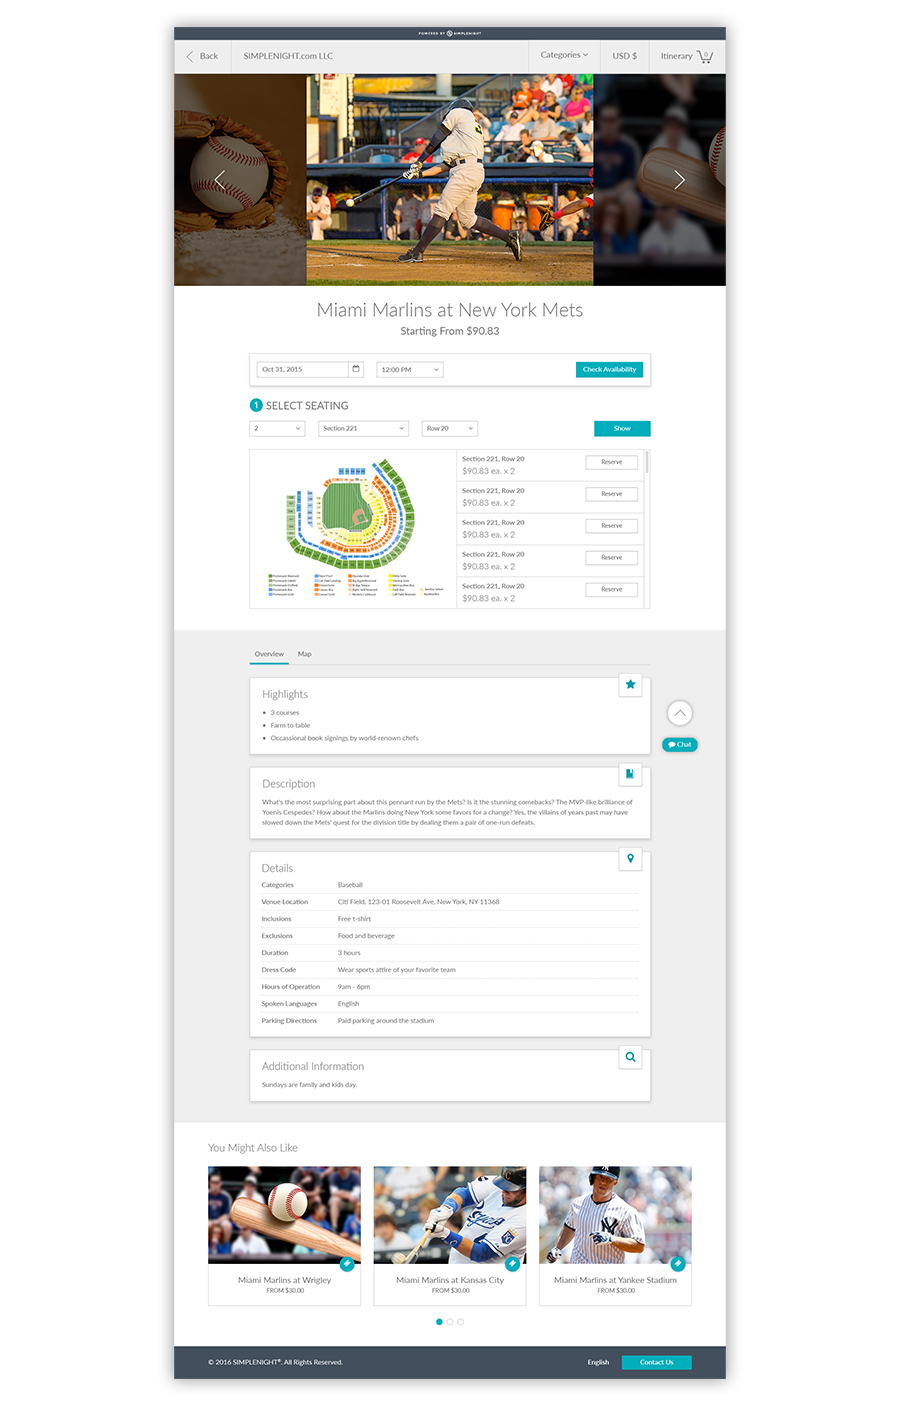 POWERED BY SIMPLENIGHT
Back
SIMPLENIGHT.com LLC
Categories
USD $
Itinerary
0
Miami Marlins at New York Mets
Starting From $90.83
Oct 31, 2015
12:00 PM
Check Availability
1 SELECT SEATING
2
Section 221
Row 20
Show
Section 221, Row 20
$90.83 ea. x 2
Reserve
Section 221, Row 20
$90.83 ea. x 2
Reserve
Section 221, Row 20
$90.83 ea. x 2
Reserve
Section 221, Row 20
$90.83 ea. x 2
Reserve
Section 221, Row 20
$90.83 ea. x 2
Reserve
Overview
Map
Highlights
3 courses
Farm to table
Occassional book signings by world-renown chefs
Chat
Description
What's the most surprising part about this pennant run by the Mets? Is it the stunning comebacks? The MVP-like brilliance of
Yoenis Cespedes? How about the Marlins doing New York some favors for a change? Yes, the villains of years past may have
slowed down the Mets' quest for the division title by dealing them a pair of one-run defeats.
Details
Categories Baseball
Venue Location Citi Field, 123-01 Roosevelt Ave, New York, NY 11368
Inclusions Free t-shirt
Exclusions Food and beverage
Duration 3 hours
Dress Code Wear sports attire of your favorite team
Hours of Operation 9am - 6pm
Spoken Languages English
Parking Directions Paid parking around the stadium
Additional Information
Sundays are family and kids day.
You Might Also Like
Miami Marlins at Wrigley
FROM $30.00
Miami Marlins at Kansas City
FROM $30.00
Miami Marlins at Yankee Stadium
FROM $30.00
© 2016 SIMPLENIGHT®, All Rights Reserved.
English
Contact Us